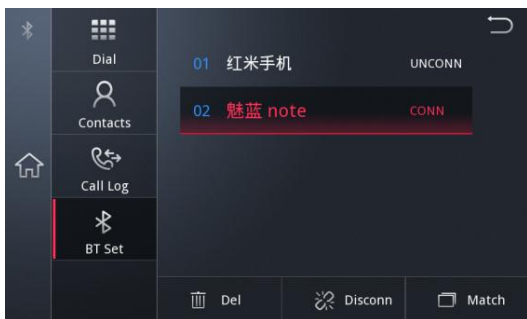 Dial
Contacts
Call Log
BT Set
01 红米手机 UNCONN
02 魅蓝 note CONN
Del Disconn Match